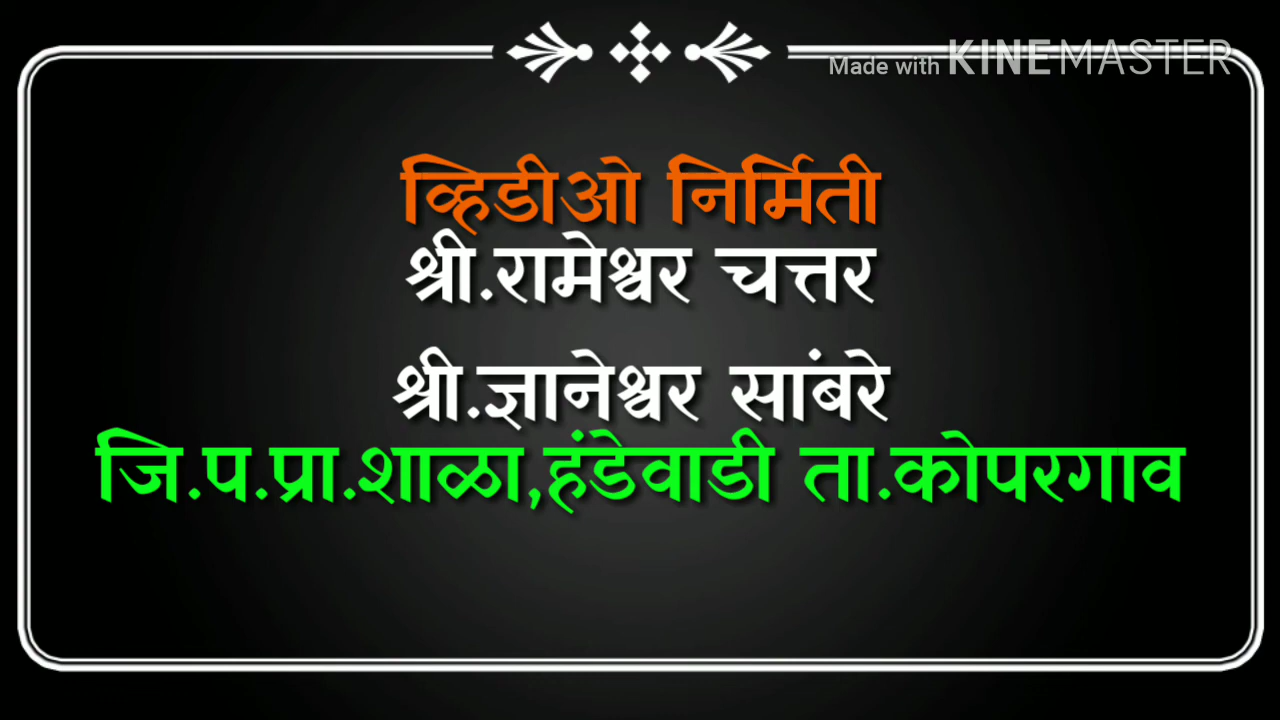 Made with KINEMASTER
व्हिडीओ निर्मिती
श्री.रामेश्वर चत्तर
श्री.ज्ञानेश्वर सांबरे
जि.प.प्रा.शाळा,हंडेवाडी ता.कोपरगाव